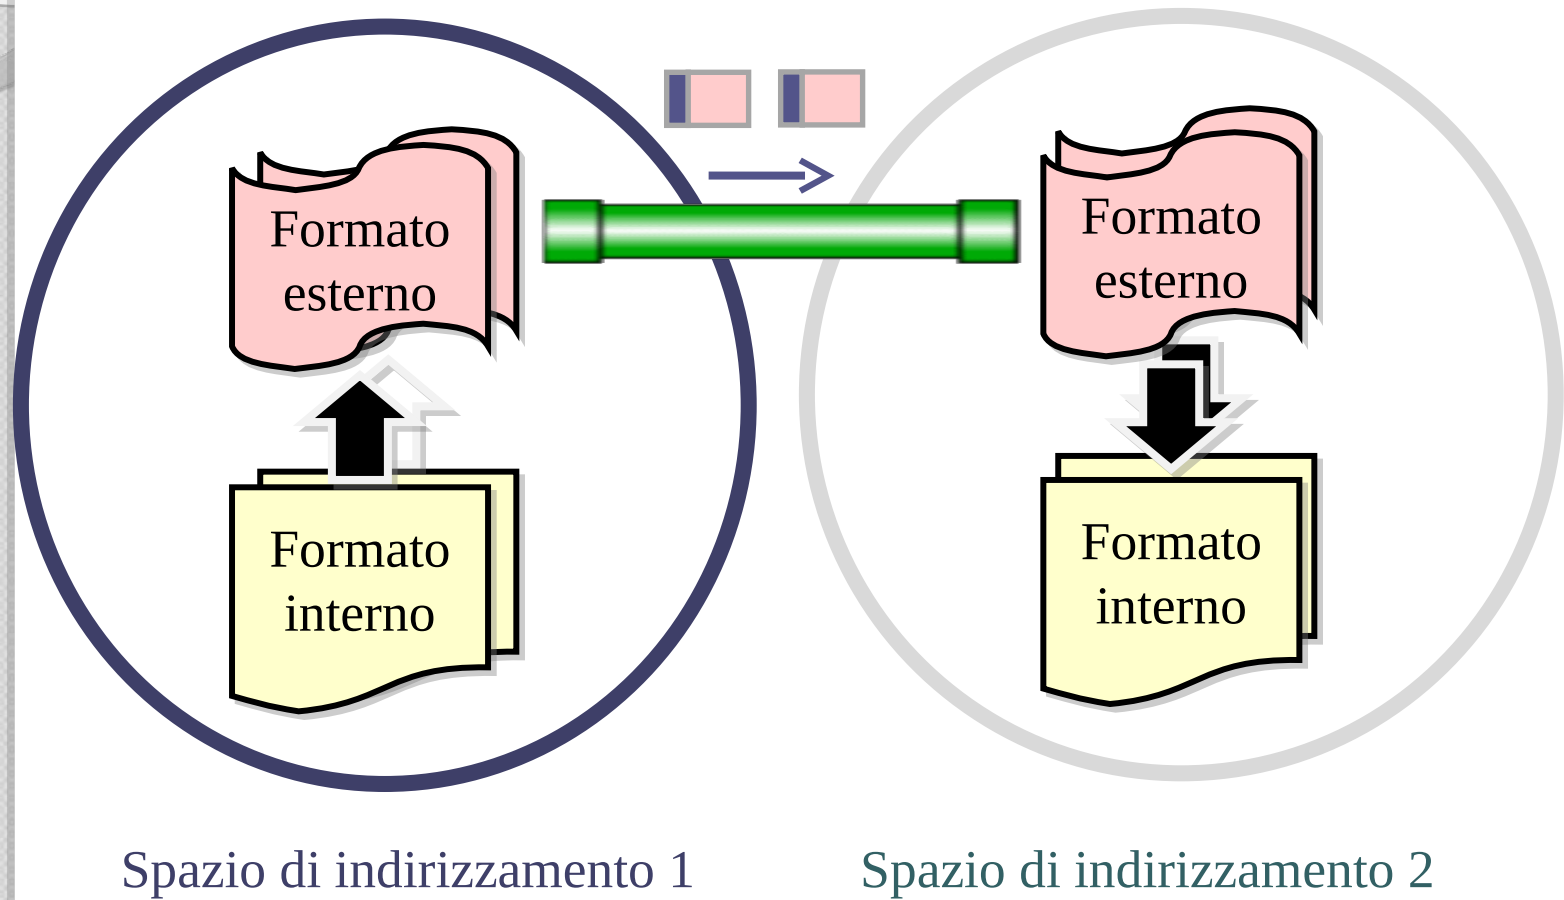 Formato
esterno
Formato
esterno
Formato
interno
Formato
interno
Spazio di indirizzamento 1
Spazio di indirizzamento 2